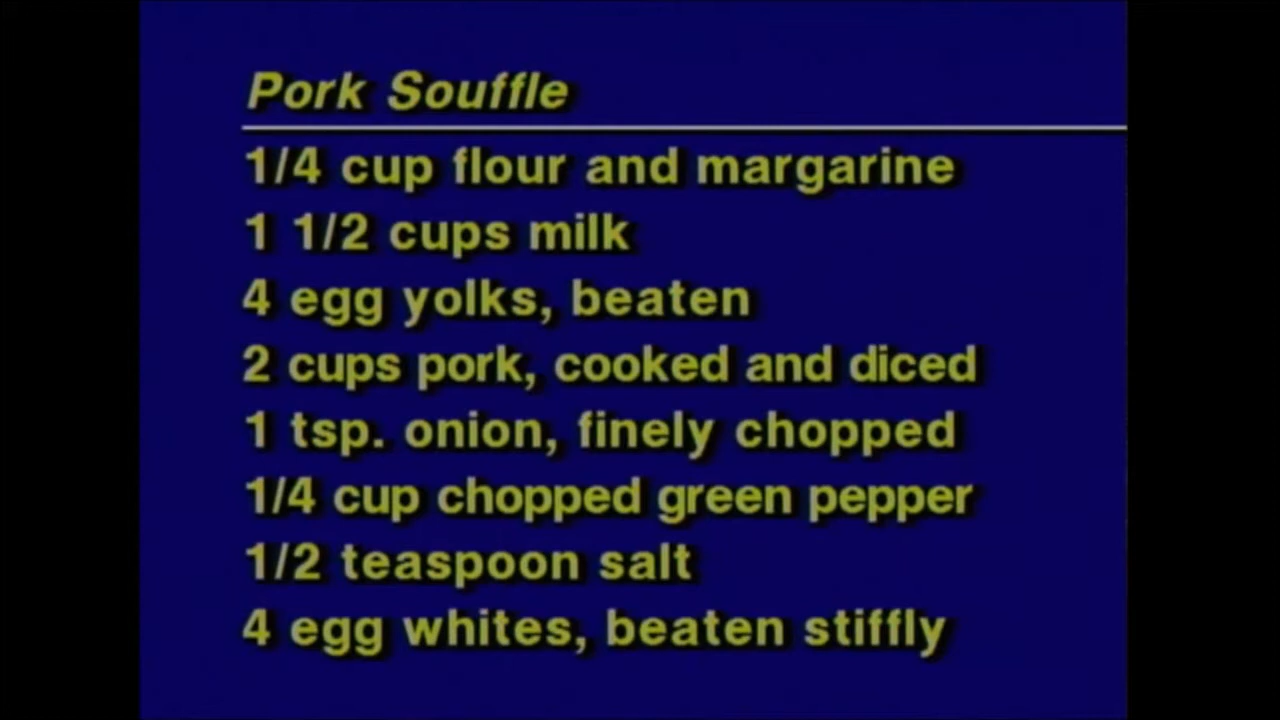 Pork Souffle
1/4 cup flour and margarine
1 1/2 cups milk
4 egg yolks, beaten
2 cups pork, cooked and diced
1 tsp. onion, finely chopped
1/4 cup chopped green pepper
1/2 teaspoon salt
4 egg whites, beaten stiffly